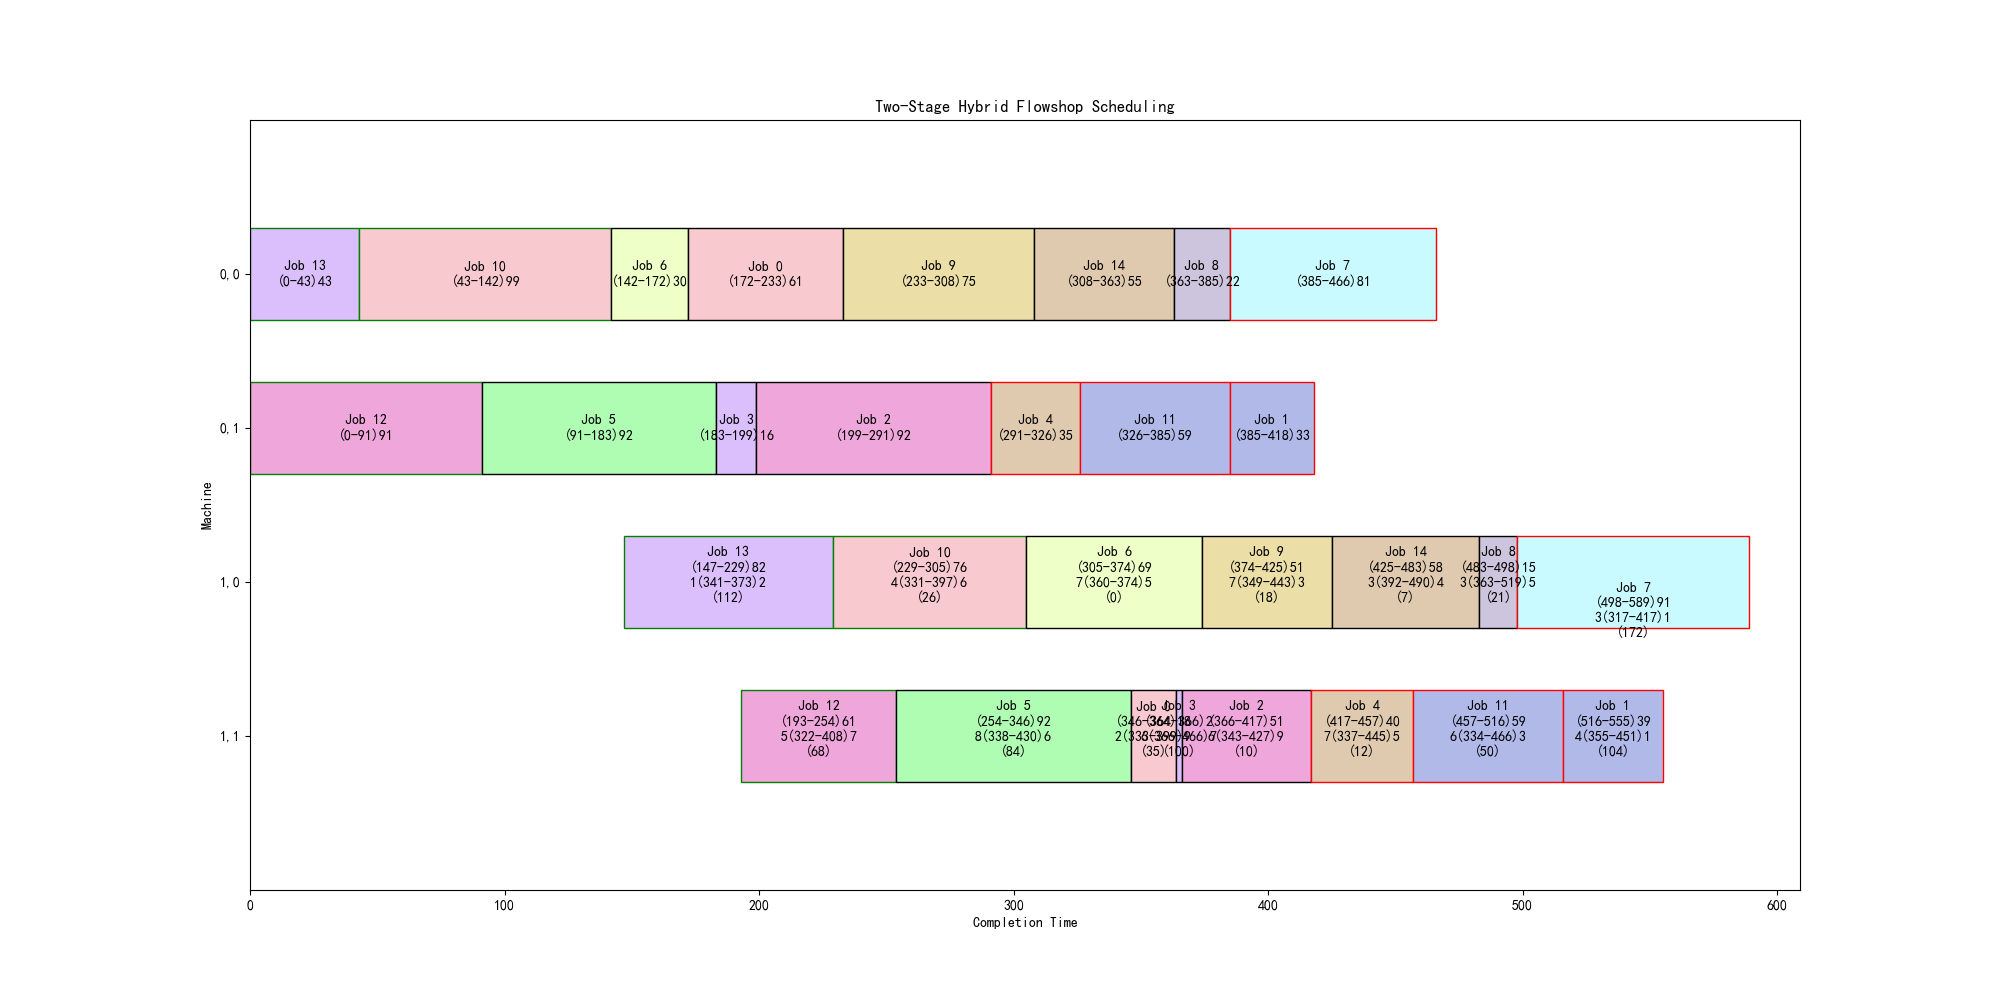 Two-Stage Hybrid Flowshop Scheduling
Machine
0,0
Job 13
(0-43)43
Job 10
(43-142)99
Job 6
(142-172)30
Job 0
(172-233)61
Job 9
(233-308)75
Job 14
(308-363)55
Job 8
(363-385)22
Job 7
(385-466)81
0,1
Job 12
(0-91)91
Job 5
(91-183)92
Job 3
(183-199)16
Job 2
(199-291)92
Job 4
(291-326)35
Job 11
(326-385)59
Job 1
(385-418)33
1,0
Job 13
(147-229)82
1(341-373)2
(112)
Job 10
(229-305)76
4(331-397)6
(26)
Job 6
(305-374)69
7(360-374)5
(0)
Job 9
(374-425)51
7(349-443)3
(18)
Job 14
(425-483)58
3(392-490)4
(7)
Job 8
(483-498)15
3(363-519)5
(21)
Job 7
(498-589)91
3(317-417)1
(172)
1,1
Job 12
(193-254)61
5(322-408)7
(68)
Job 5
(254-346)92
8(338-430)6
(84)
Job 0
(346-364)18
(35)
Job 3
(364-366)2
(100)
Job 2
(366-417)51
7(343-427)9
(10)
Job 4
(417-457)40
7(337-445)5
(12)
Job 11
(457-516)59
6(334-466)3
(50)
Job 1
(516-555)39
4(355-451)1
(104)
0
100
200
300
400
500
600
Completion Time